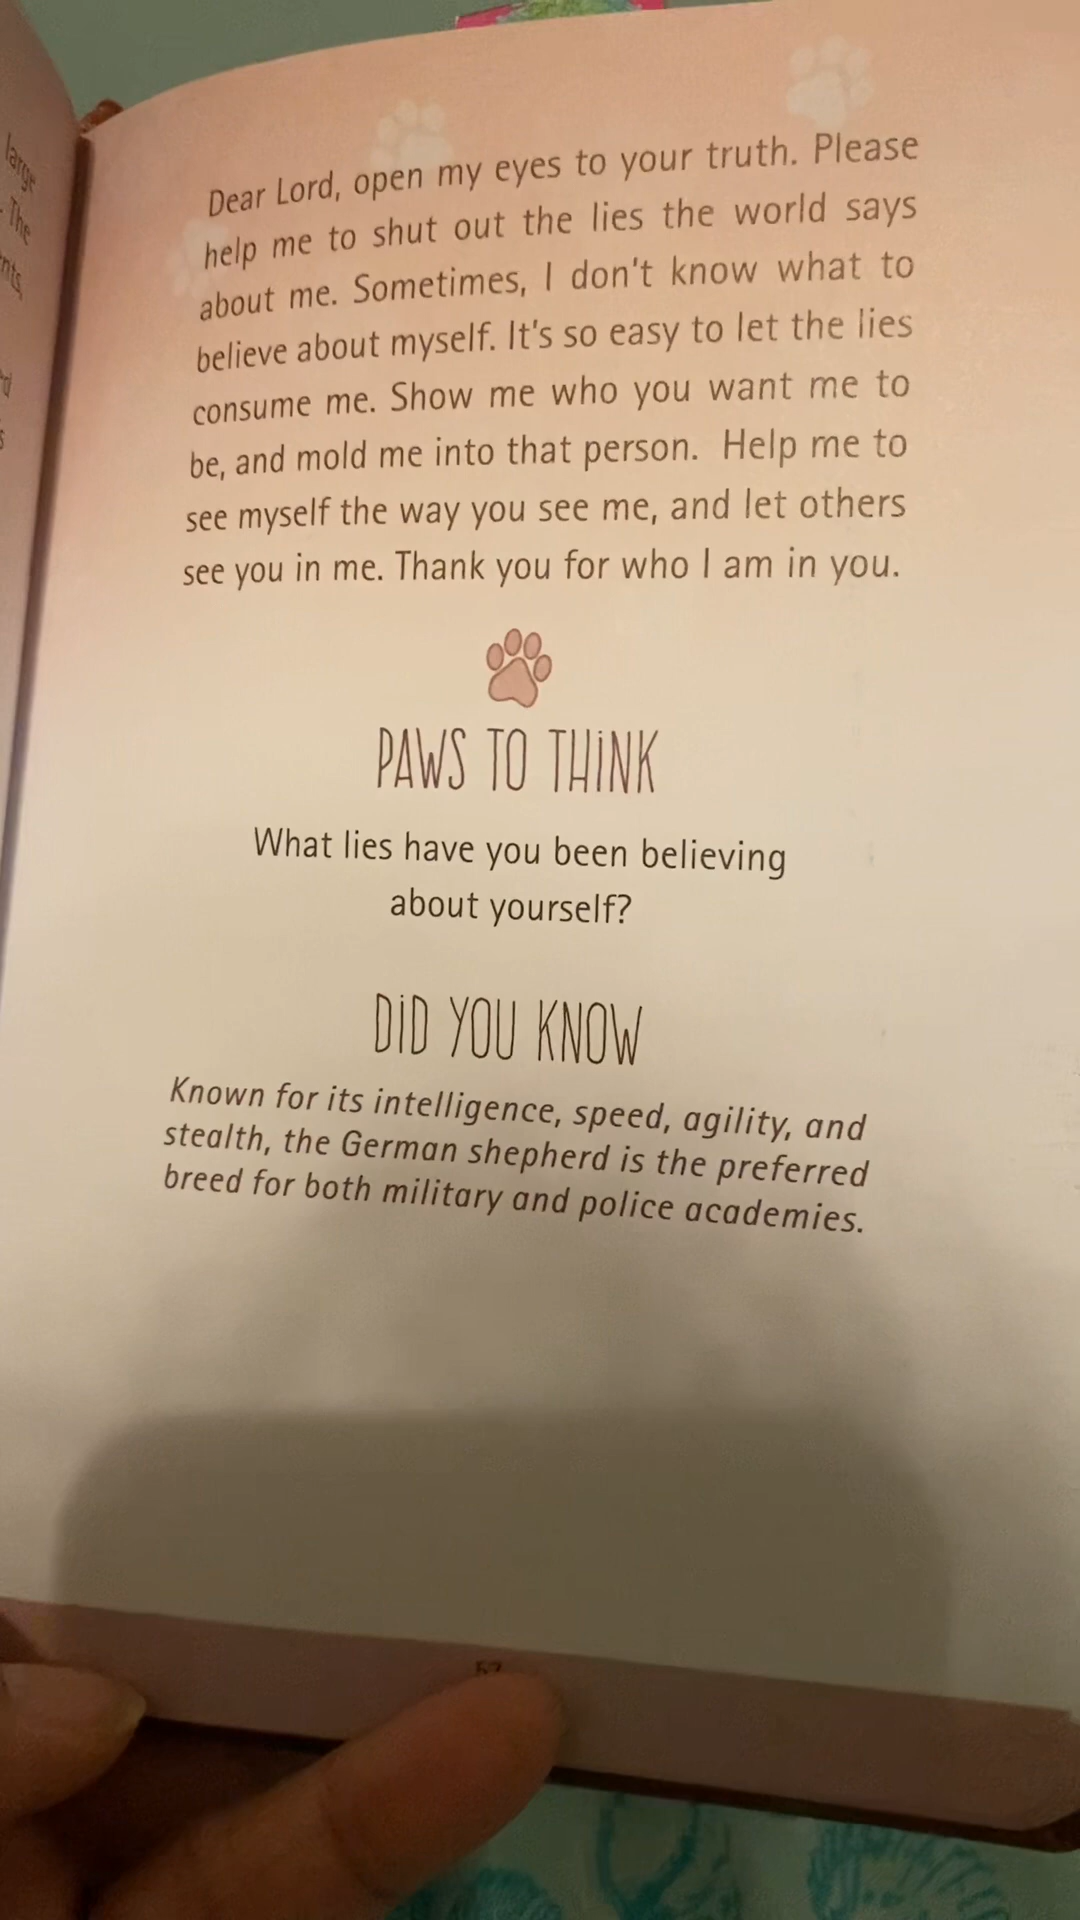 large
The
Dear Lord, open my eyes to your truth. Please
help me to shut out the lies the world says
about me. Sometimes, I don't know what to
believe about myself. It's so easy to let the lies
consume me. Show me who you want me to
be, and mold me into that person. Help me to
see myself the way you see me, and let others
see you in me. Thank you for who I am in you.
PAWS TO THiNK
What lies have you been believing
about yourself?
DiD YOU KNOW
Known for its intelligence, speed, agility, and
stealth, the German shepherd is the preferred
breed for both military and police academies.